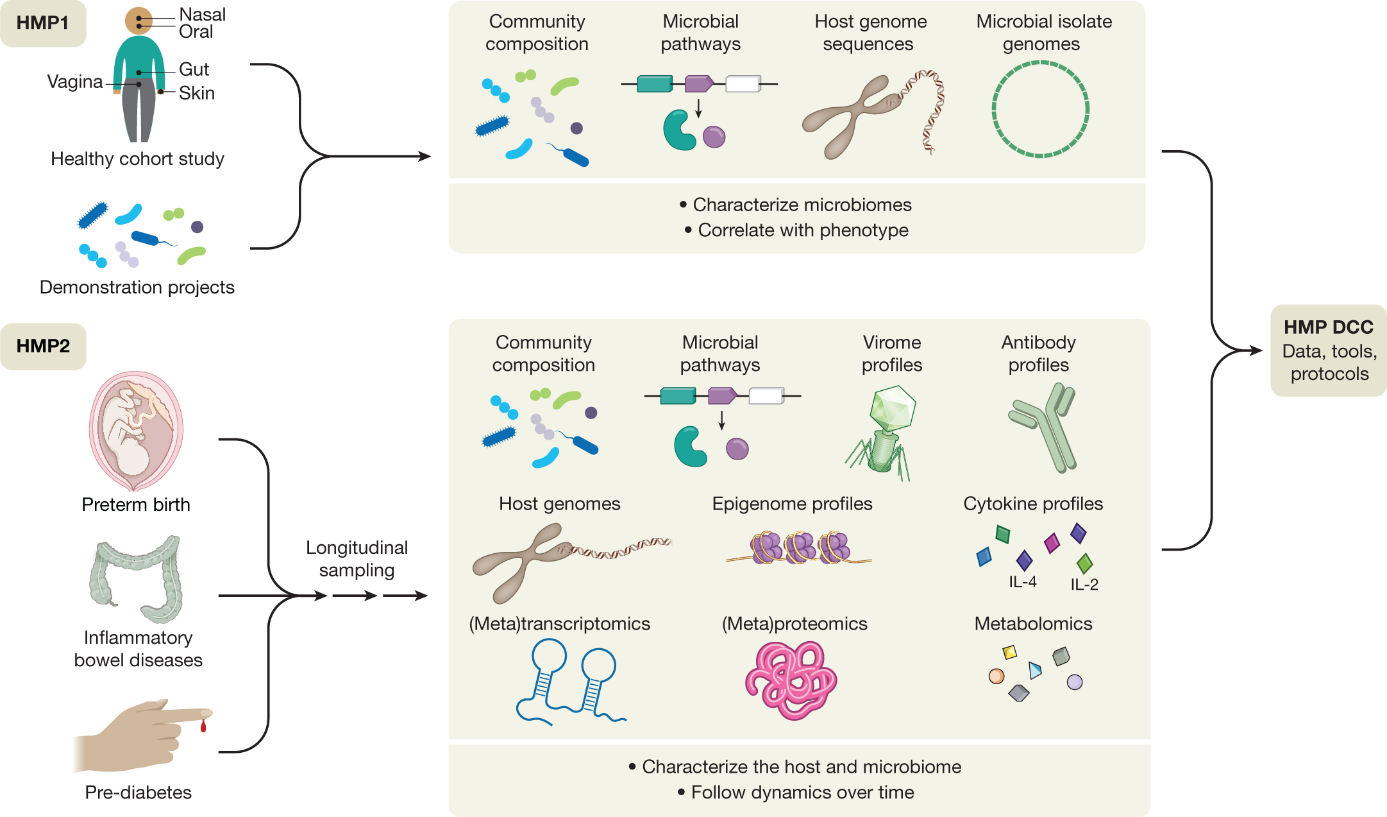 HMP1
Nasal
Oral
Gut
Vagina
Skin
Healthy cohort study
Demonstration projects
Community
composition
Microbial
pathways
Host genome
sequences
Microbial isolate
genomes
• Characterize microbiomes
• Correlate with phenotype
HMP2
Preterm birth
Inflammatory
bowel diseases
Pre-diabetes
Longitudinal
sampling
Community
composition
Microbial
pathways
Virome
profiles
Antibody
profiles
Host genomes
Epigenome profiles
Cytokine profiles
IL-4
IL-2
(Meta)transcriptomics
(Meta)proteomics
Metabolomics
• Characterize the host and microbiome
• Follow dynamics over time
HMP DCC
Data, tools,
protocols